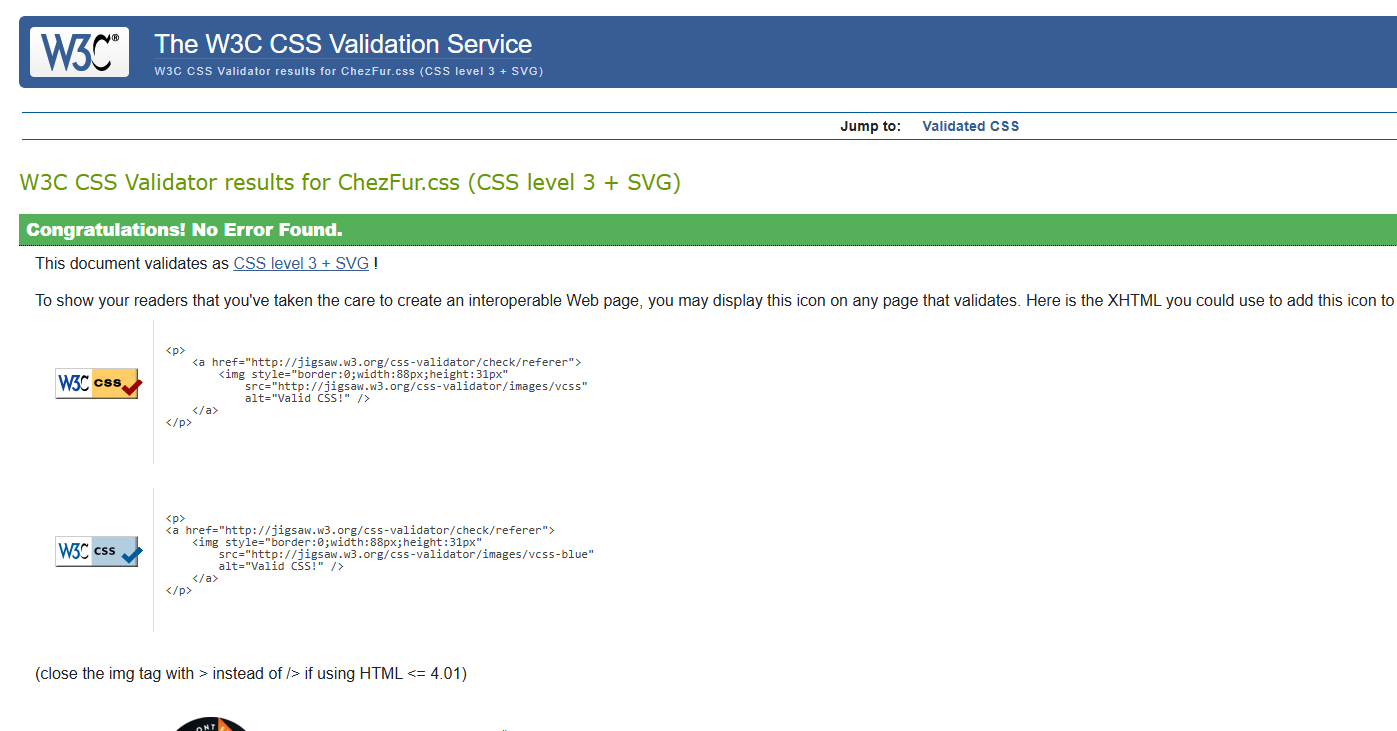 W3C®
The W3C CSS Validation Service
W3C CSS Validator results for ChezFur.css (CSS level 3 + SVG)
Jump to: Validated CSS
W3C CSS Validator results for ChezFur.css (CSS level 3 + SVG)
Congratulations! No Error Found.
This document validates as CSS level 3 + SVG !
To show your readers that you've taken the care to create an interoperable Web page, you may display this icon on any page that validates. Here is the XHTML you could use to add this icon to
W3C css
<p>
<a href="http://jigsaw.w3.org/css-validator/check/referer">
<img style="border:0;width:88px;height:31px"
src="http://jigsaw.w3.org/css-validator/images/vcss"
alt="Valid CSS!" />
</a>
</p>
W3C css
<p>
<a href="http://jigsaw.w3.org/css-validator/check/referer">
<img style="border:0;width:88px;height:31px"
src="http://jigsaw.w3.org/css-validator/images/vcss-blue"
alt="Valid CSS!" />
</a>
</p>
(close the img tag with > instead of /> if using HTML <= 4.01)